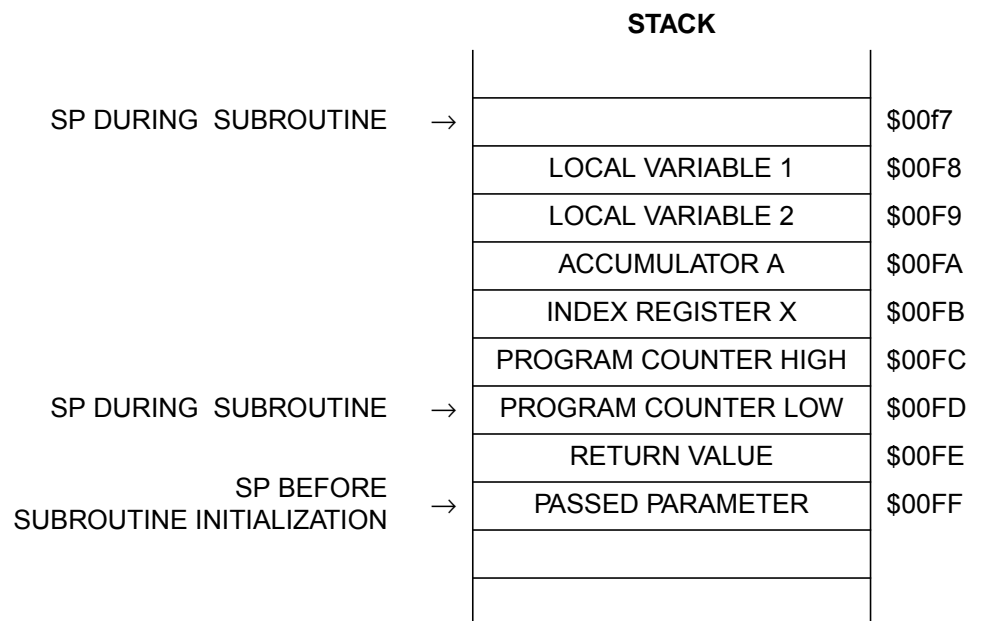 STACK
SP DURING SUBROUTINE → $00f7
LOCAL VARIABLE 1 $00F8
LOCAL VARIABLE 2 $00F9
ACCUMULATOR A $00FA
INDEX REGISTER X $00FB
PROGRAM COUNTER HIGH $00FC
SP DURING SUBROUTINE → PROGRAM COUNTER LOW $00FD
RETURN VALUE $00FE
SP BEFORE
SUBROUTINE INITIALIZATION → PASSED PARAMETER $00FF